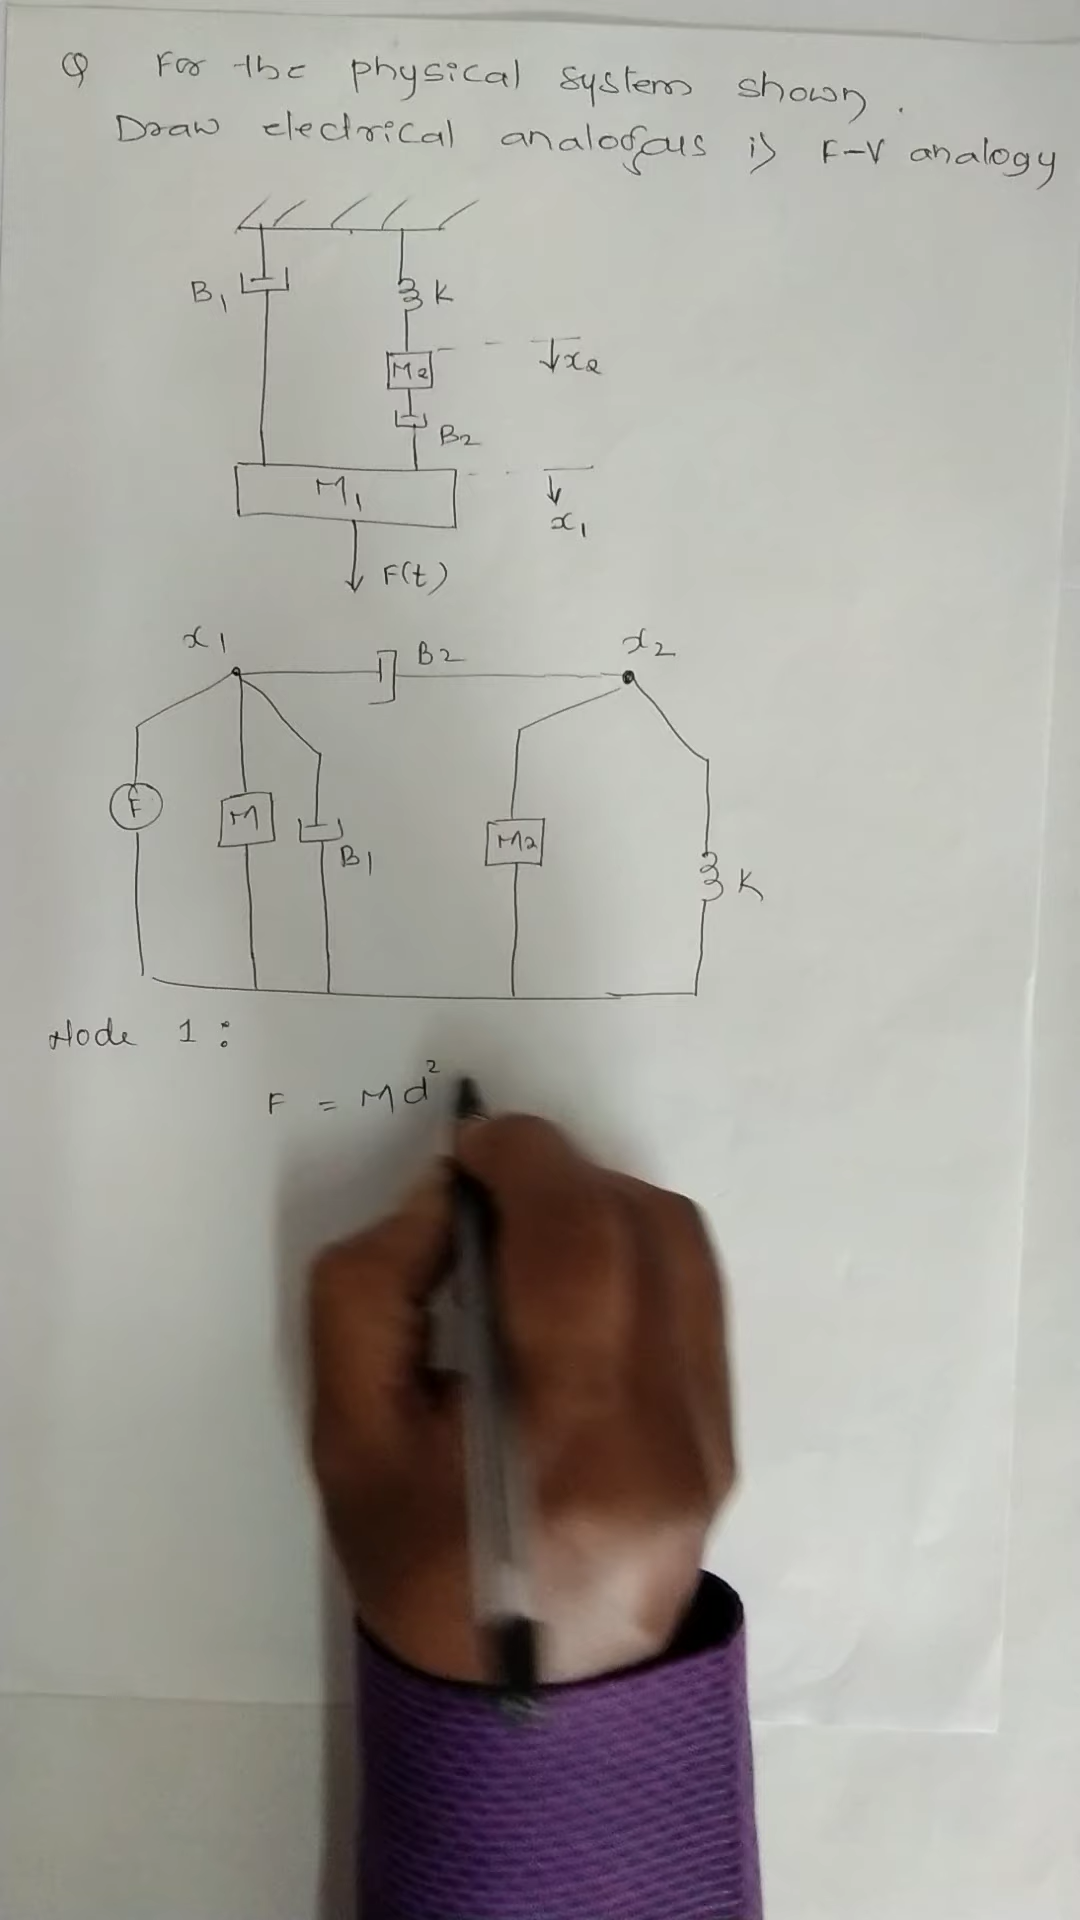 Q For the physical system shown.
Draw electrical analogous i) F-V analogy
B1
K
M2
↓x2
B2
M1
↓
x1
F(t)
x1
B2
x2
F
M
B1
M2
K
Node 1:
F = Md²